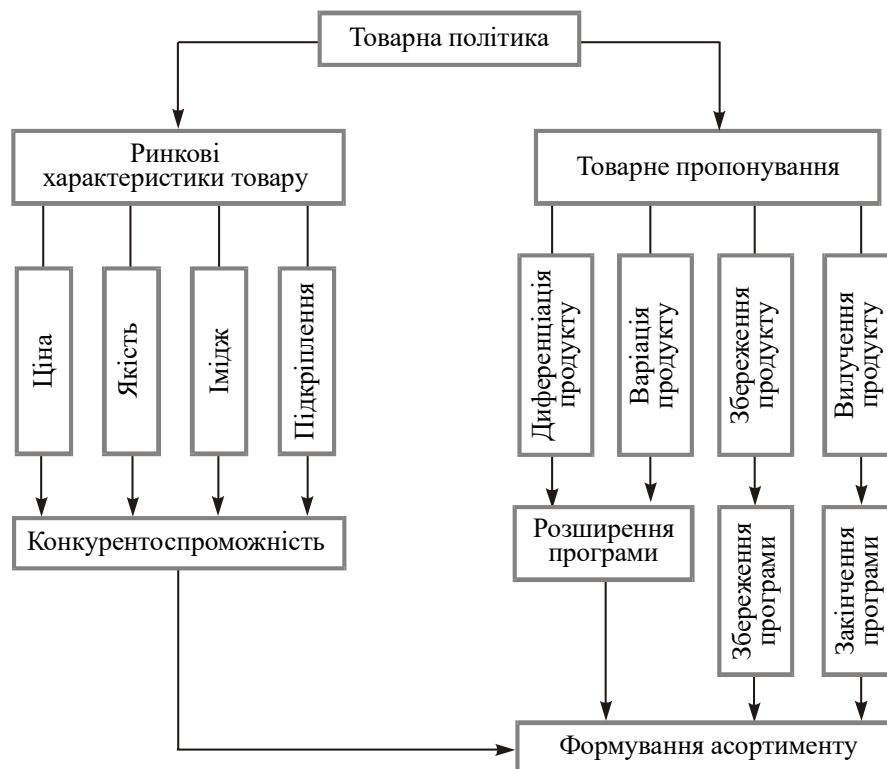 Товарна політика
Ринкові
характеристики товару
Товарне пропонування
Ціна
Якість
Імідж
Підкріплення
Диференціація
продукту
Варіація
продукту
Збереження
продукту
Вилучення
продукту
Конкурентоспроможність
Розширення
програми
Збереження
програми
Закінчення
програми
Формування асортименту